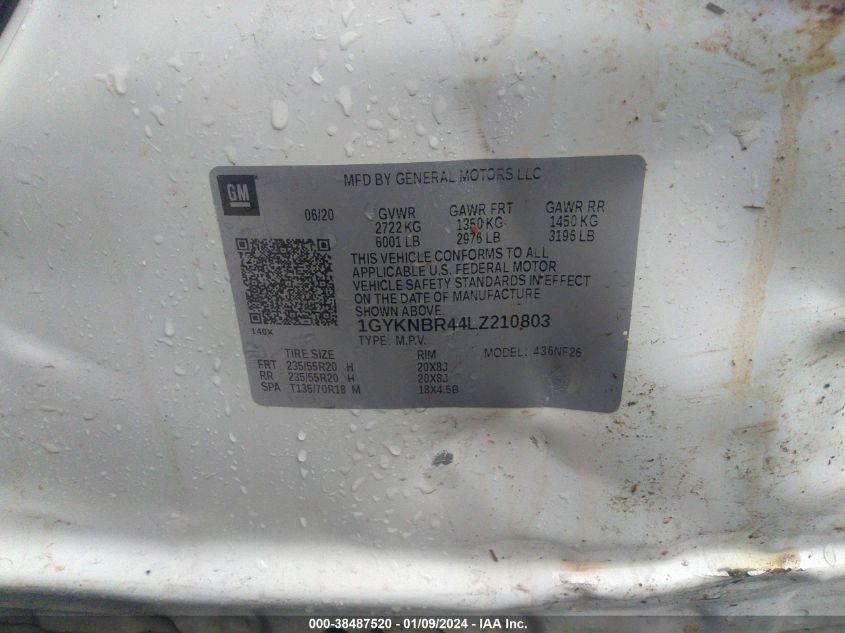 MFD BY GENERAL MOTORS LLC
GM
06/20 GVWR GAWR FRT GAWR RR
2722 KG 1350 KG 1450 KG
6001 LB 2976 LB 3196 LB
THIS VEHICLE CONFORMS TO ALL
APPLICABLE U.S. FEDERAL MOTOR
VEHICLE SAFETY STANDARDS IN EFFECT
ON THE DATE OF MANUFACTURE
SHOWN ABOVE.
140X
1GYKNBR44LZ210803
TYPE: M.P.V. MODEL: 436NF26
TIRE SIZE RIM
FRT 235/55R20 H 20X8J
RR 235/55R20 H 20X8J
SPA T135/70R18 M 18X4.5B
000-38487520 - 01/09/2024 - IAA Inc.